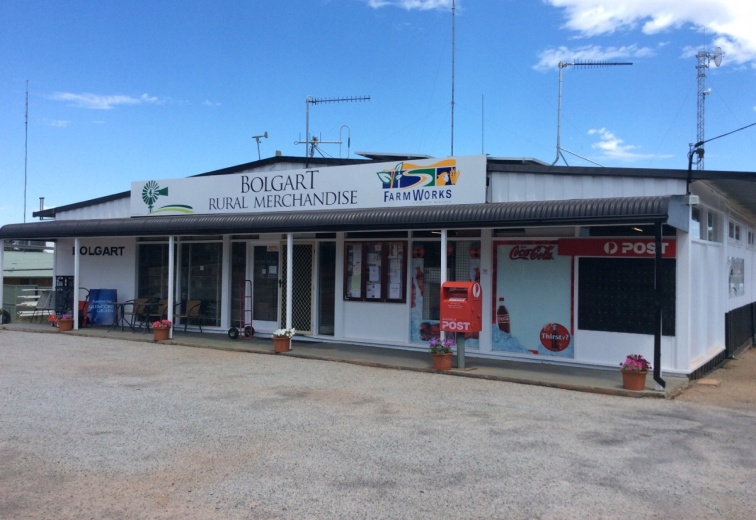 BOLGART
RURAL MERCHANDISE
FARMWORKS
BOLGART
Coca-Cola
POST
POST
Thirsty?